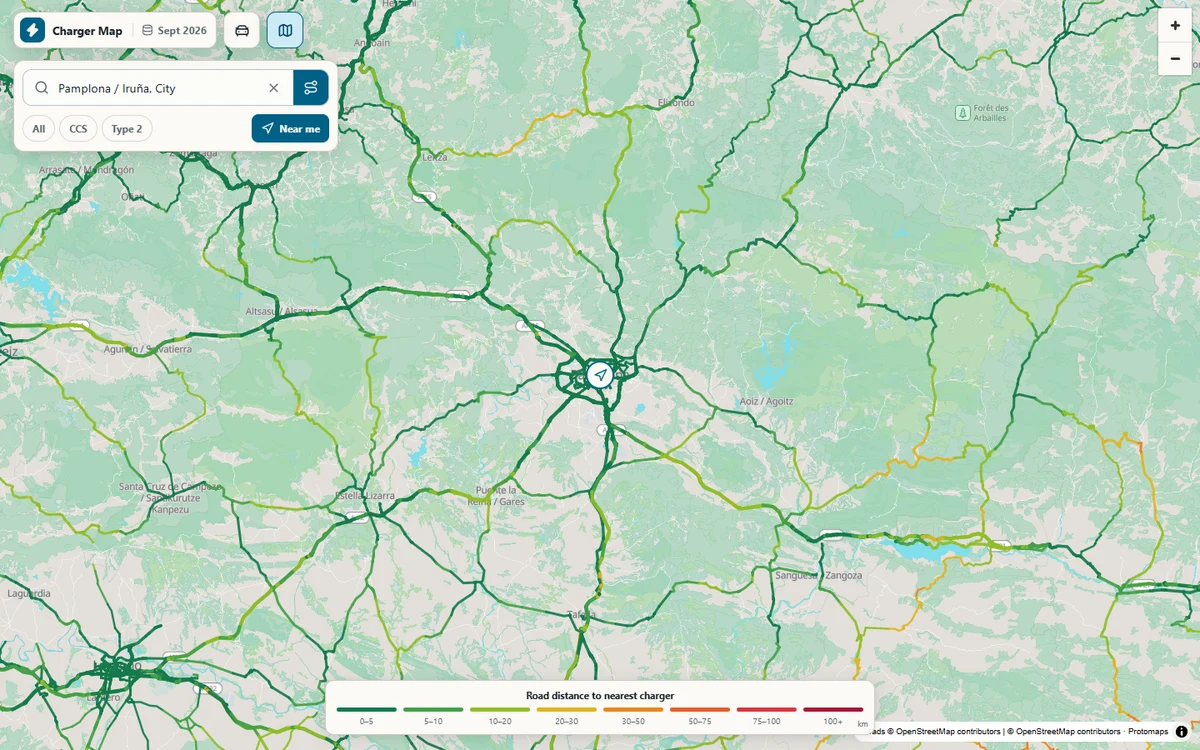 Charger Map
Sept 2026
Pamplona / Iruña, City
All
CCS
Type 2
Near me
+
−
Andoain
Elizondo
Forêt des
Arbailles
Leitza
Arrasate / Mondragón
Oñati
Altsasu / Alsasua
Agurain / Salvatierra
Aoiz / Agoitz
Santa Cruz de Campezo
/ Santikurutze
Kanpezu
Estella-Lizarra
Puente la
Reina / Gares
Sangüesa / Zangoza
Laguardia
Tafalla
Road distance to nearest charger
0–5
5–10
10–20
20–30
30–50
50–75
75–100
100+
km
ads © OpenStreetMap contributors | © OpenStreetMap contributors · Protomaps